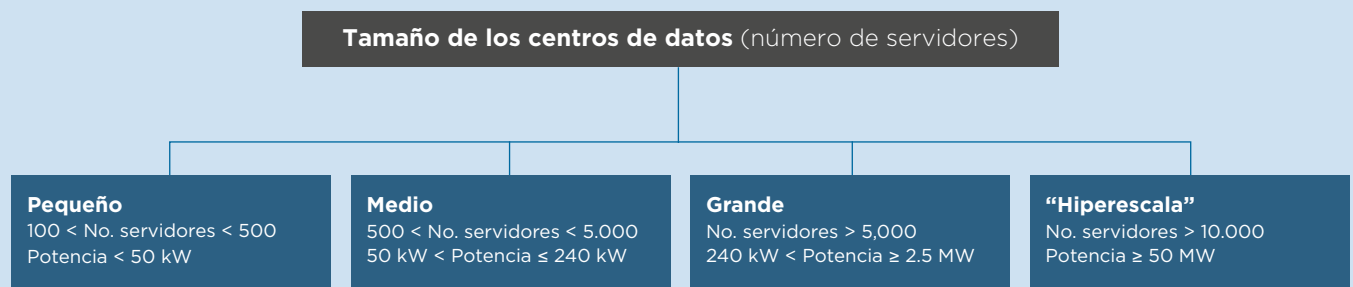 Tamaño de los centros de datos (número de servidores)
Pequeño
100 < No. servidores < 500
Potencia < 50 kW
Medio
500 < No. servidores < 5.000
50 kW < Potencia ≤ 240 kW
Grande
No. servidores > 5,000
240 kW < Potencia ≥ 2.5 MW
“Hiperescala”
No. servidores > 10.000
Potencia ≥ 50 MW